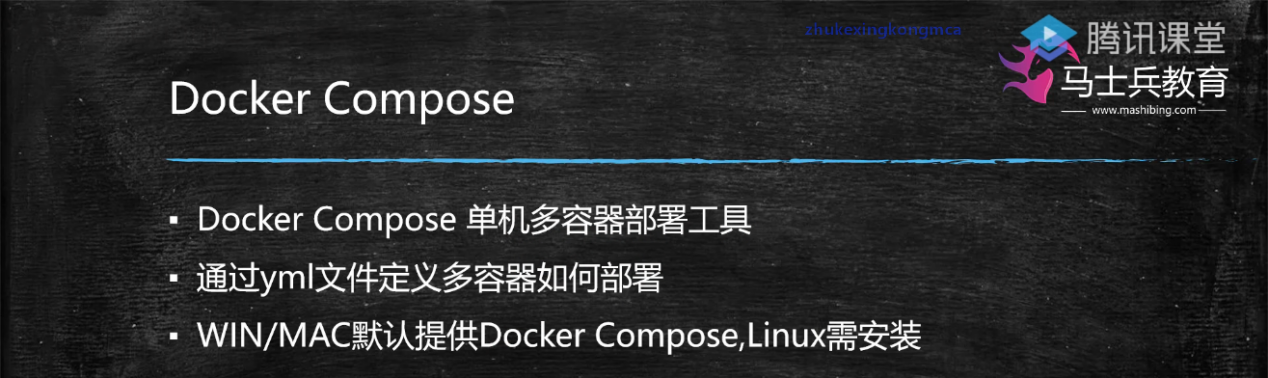 zhukexingkongmca
腾讯课堂
马士兵教育
www.mashibing.com
Docker Compose
▪ Docker Compose 单机多容器部署工具
▪ 通过yml文件定义多容器如何部署
▪ WIN/MAC默认提供Docker Compose,Linux需安装